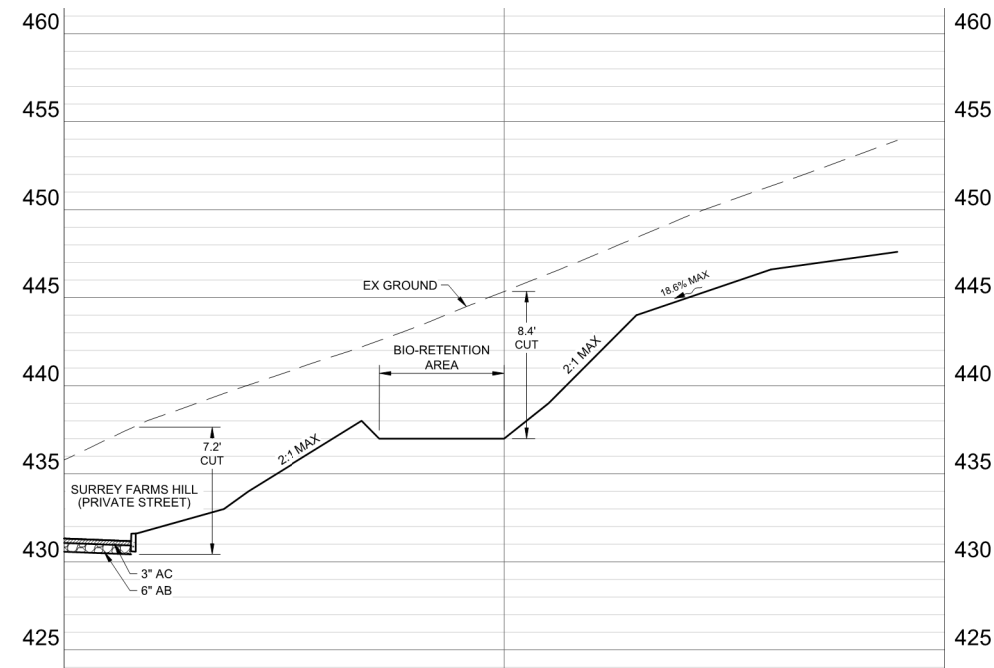 460 460
455 455
450 450
445 445
EX GROUND
18.6% MAX
8.4'
CUT
BIO-RETENTION
AREA
2:1 MAX
440 440
7.2'
CUT
2:1 MAX
435 435
SURREY FARMS HILL
(PRIVATE STREET)
430 430
3" AC
6" AB
425 425